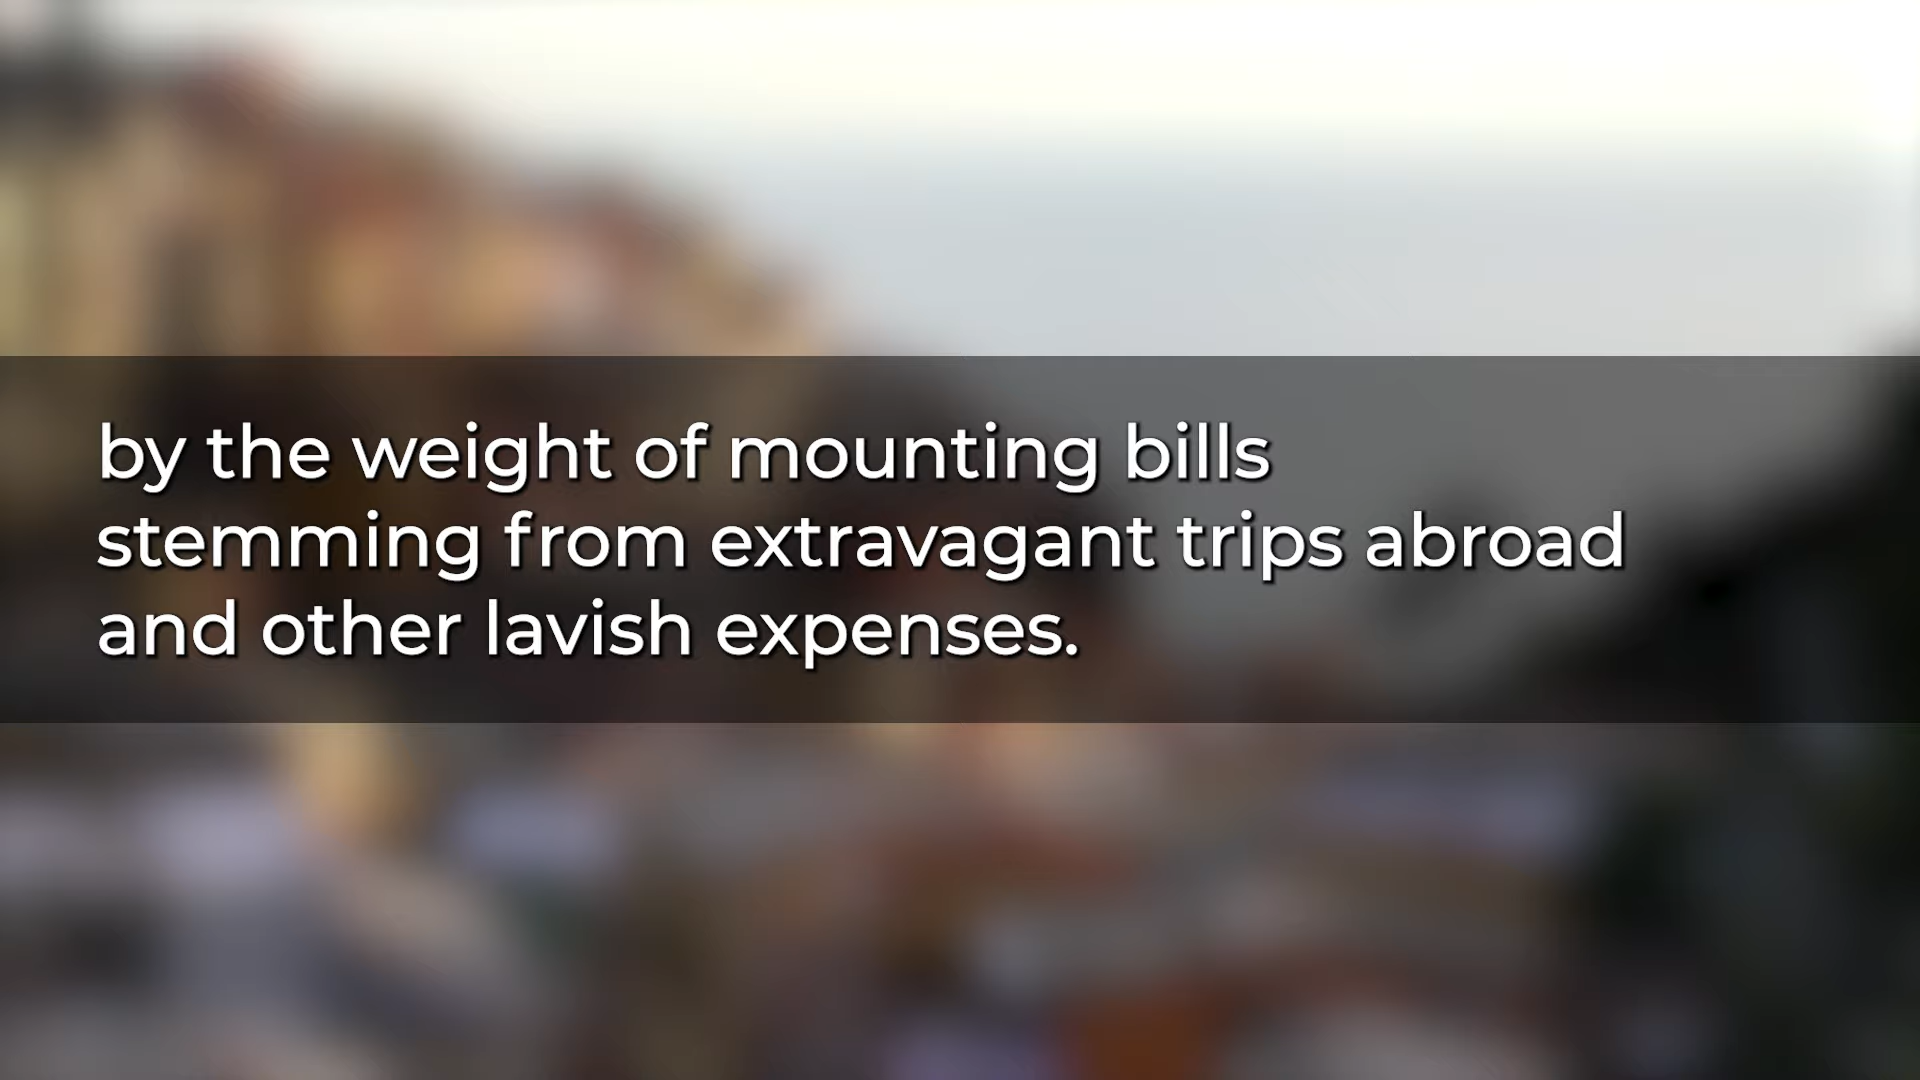 by the weight of mounting bills
stemming from extravagant trips abroad
and other lavish expenses.